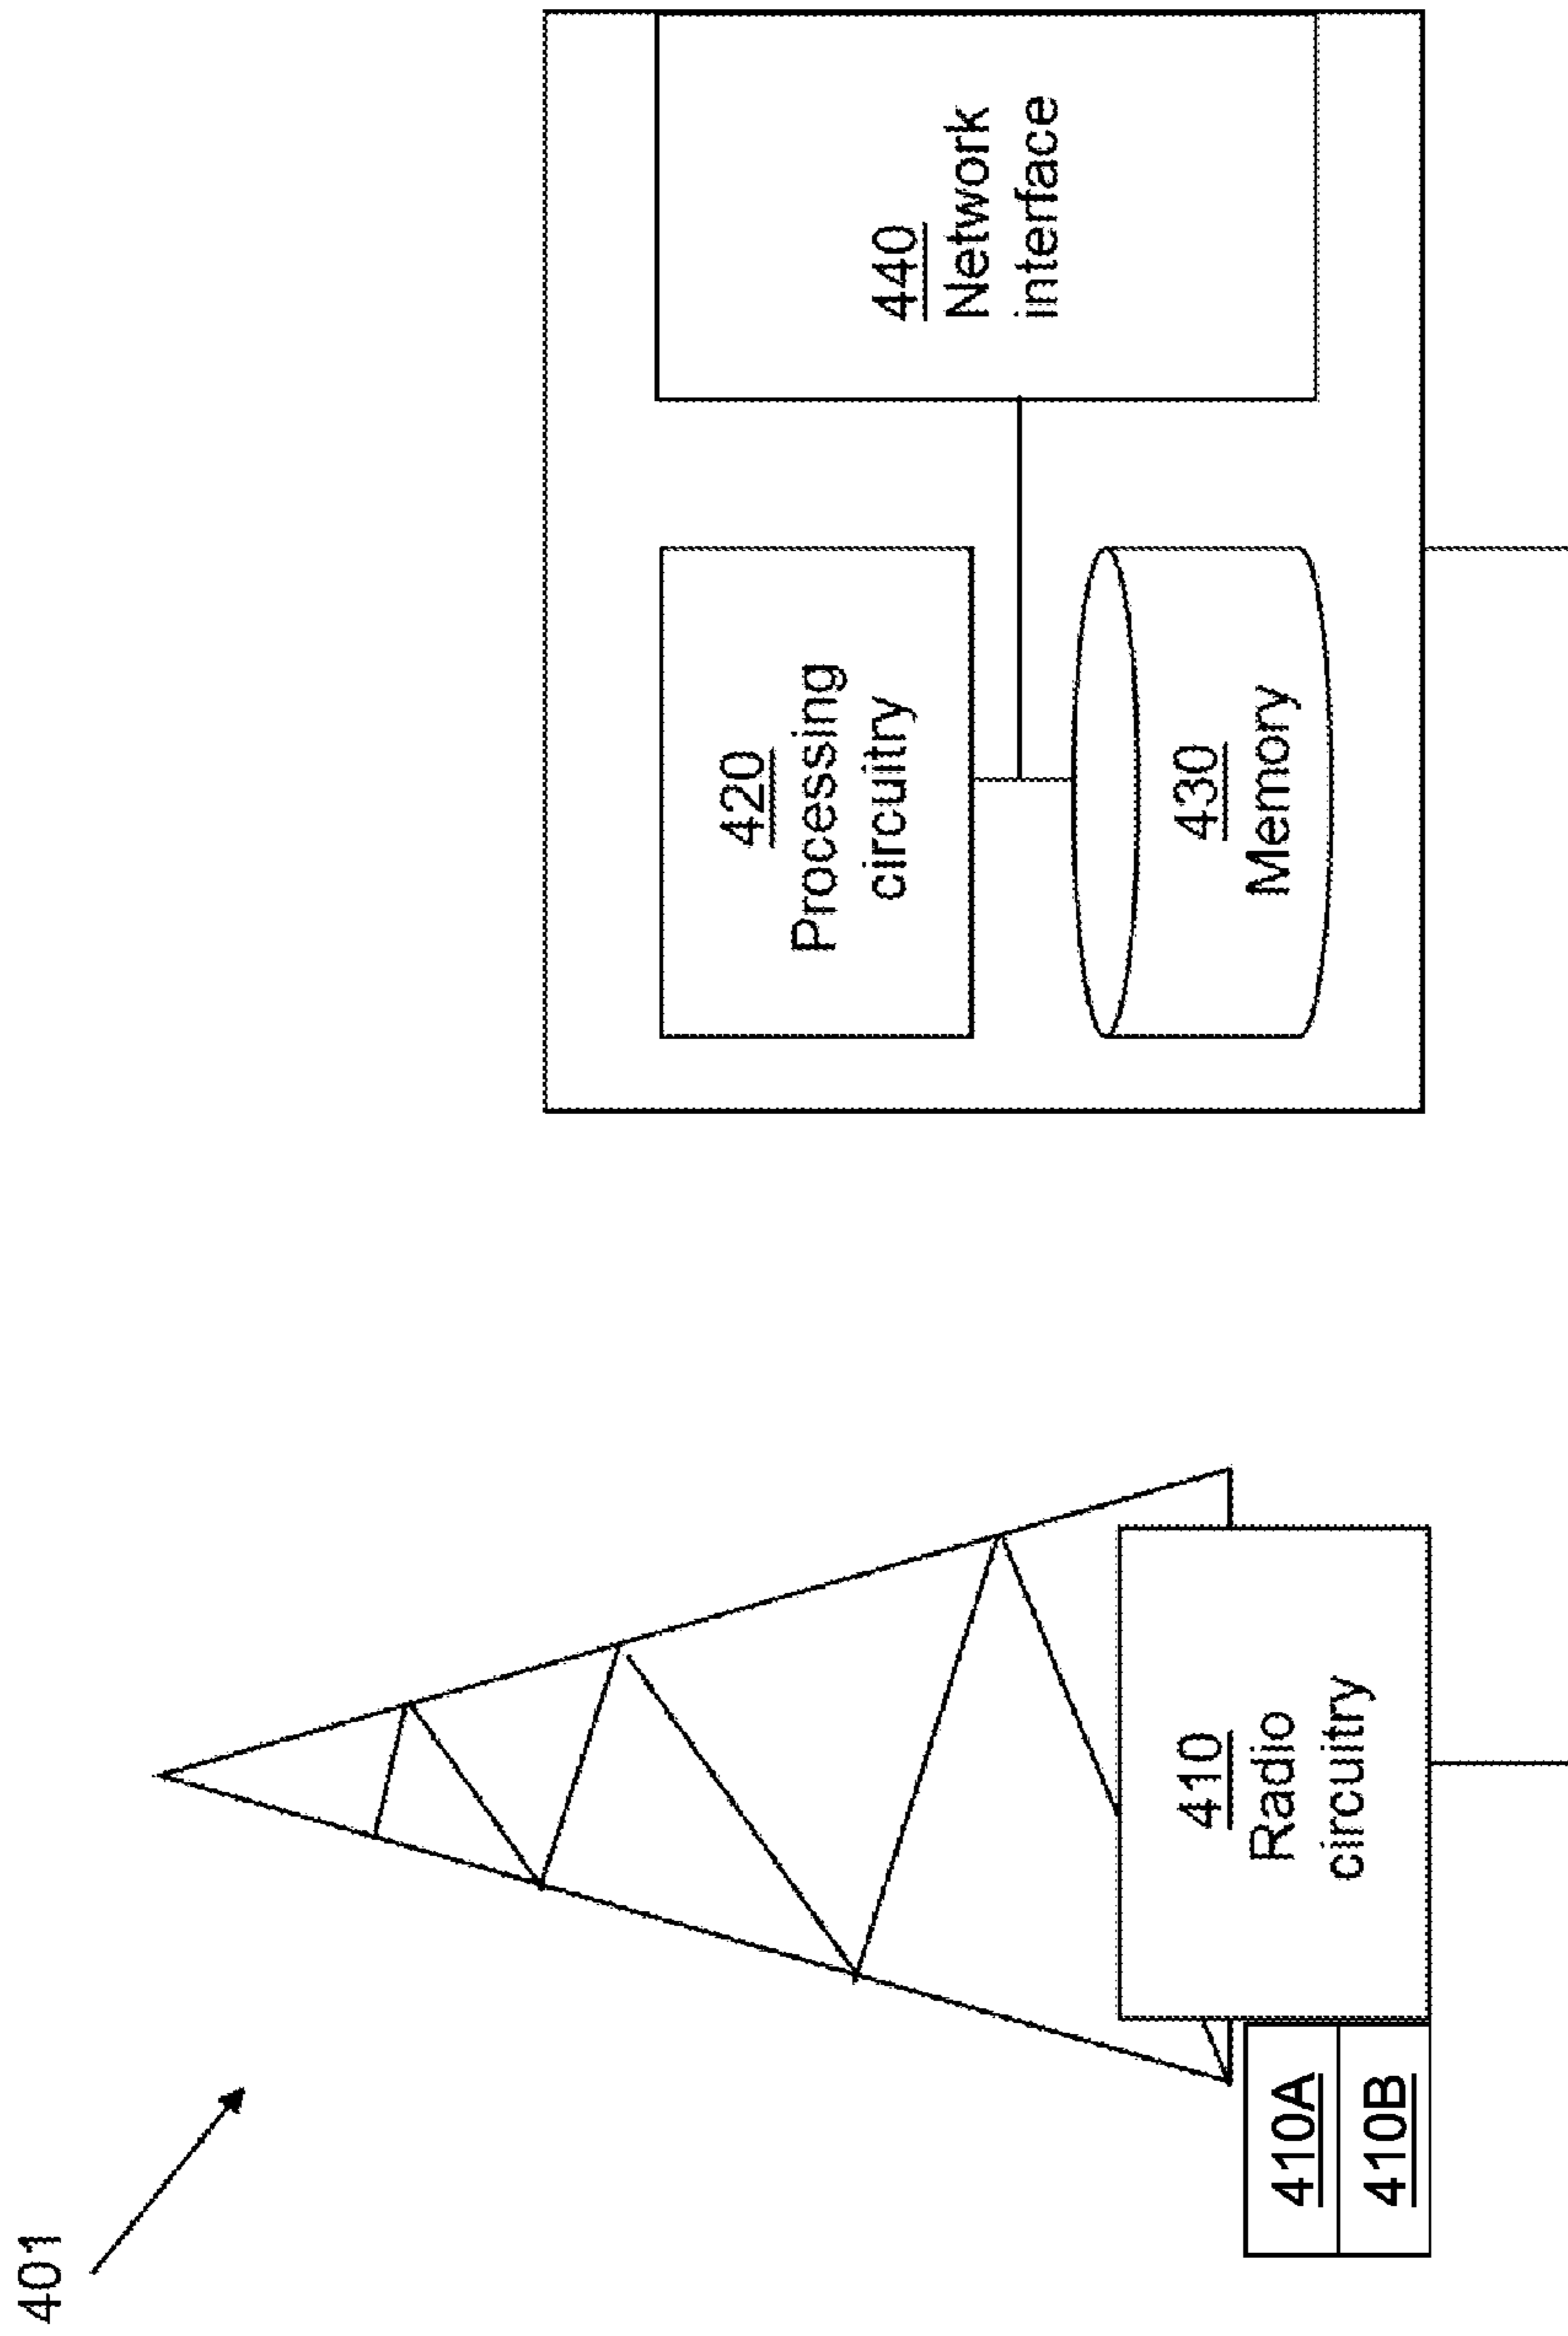 401
410A
410B
410
Radio
circuitry
420
Processing
circuitry
430
Memory
440
Network
interface